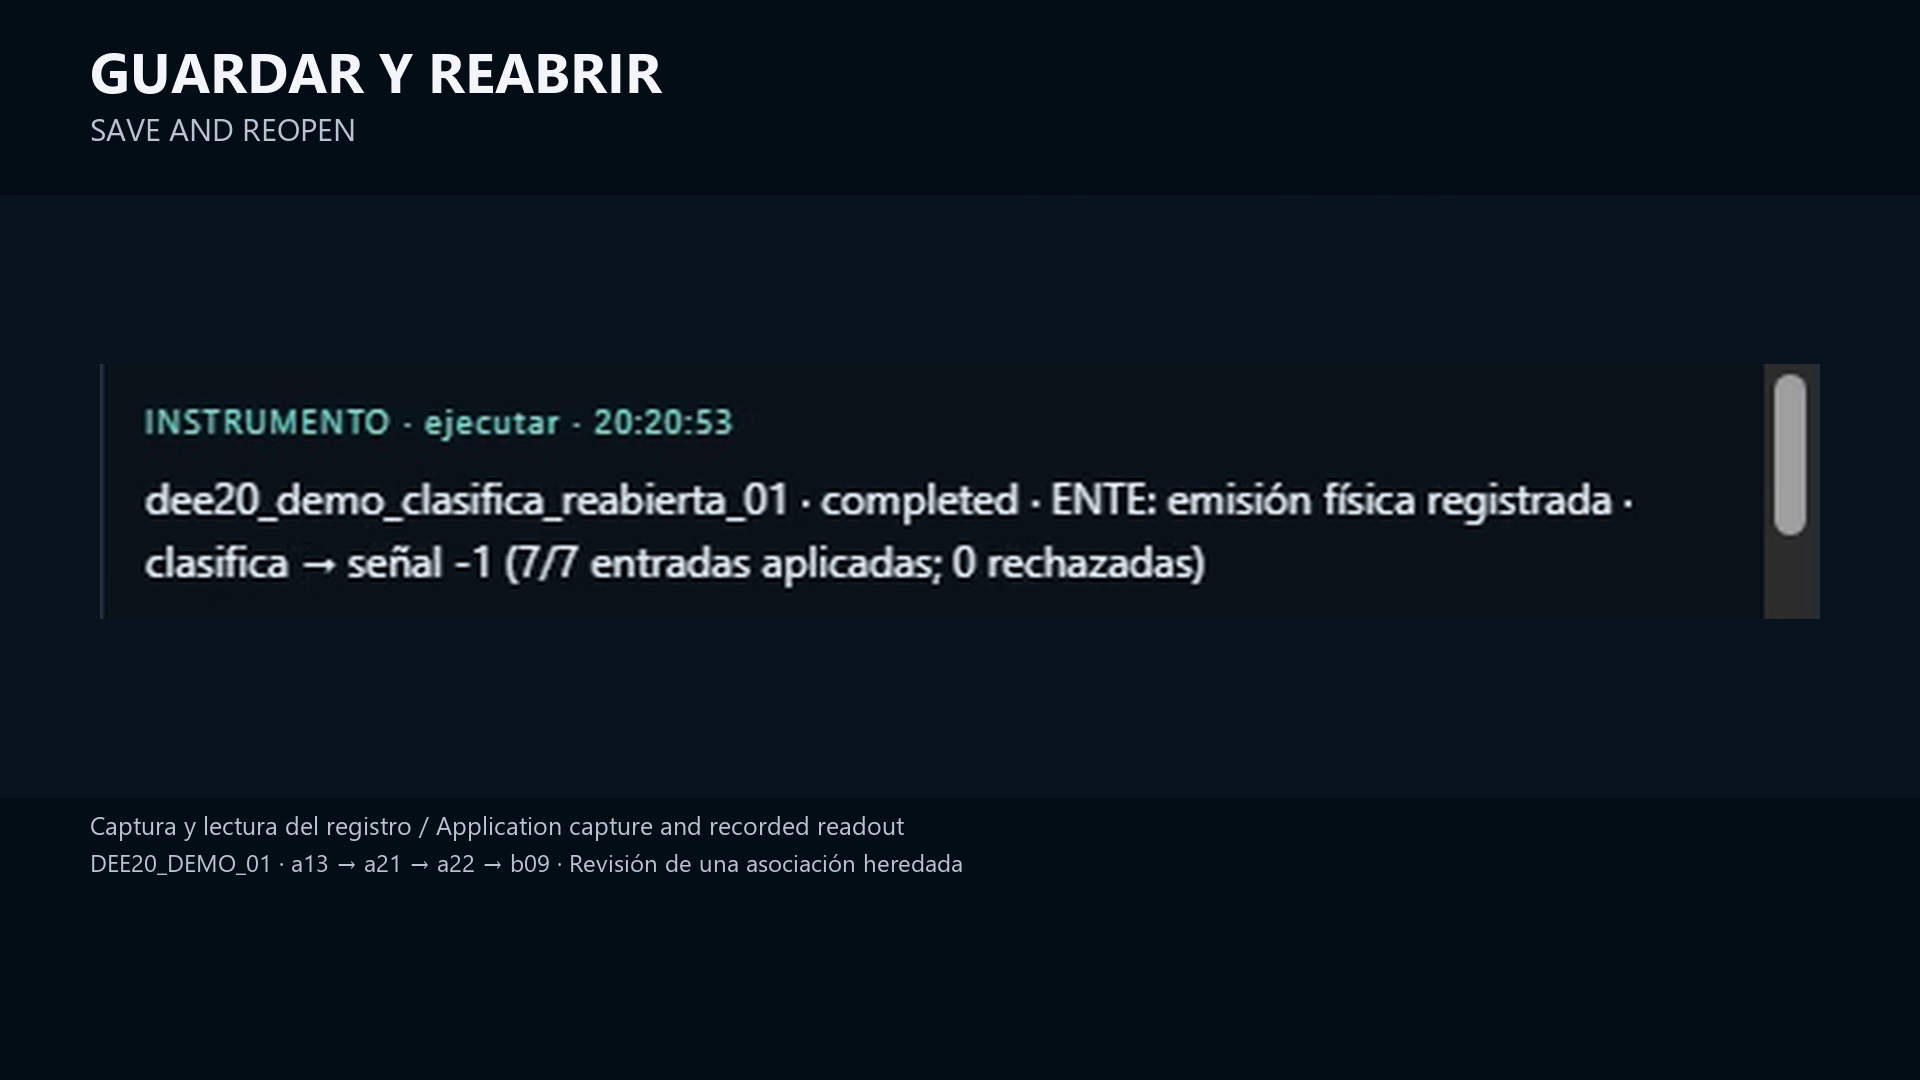 GUARDAR Y REABRIR
SAVE AND REOPEN
INSTRUMENTO · ejecutar · 20:20:53
dee20_demo_clasifica_reabierta_01 · completed · ENTE: emisión física registrada ·
clasifica → señal -1 (7/7 entradas aplicadas; 0 rechazadas)
Captura y lectura del registro / Application capture and recorded readout
DEE20_DEMO_01 · a13 → a21 → a22 → b09 · Revisión de una asociación heredada